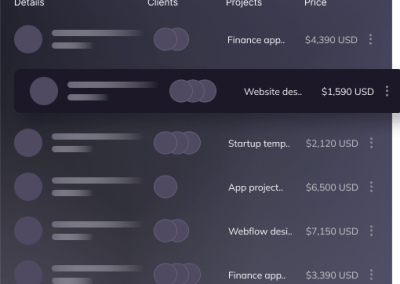 Details Clients Projects Price
Finance app.. $4,390 USD
Website des.. $1,590 USD
Startup temp.. $2,120 USD
App project.. $6,500 USD
Webflow desi.. $7,150 USD
Finance app.. $3,390 USD